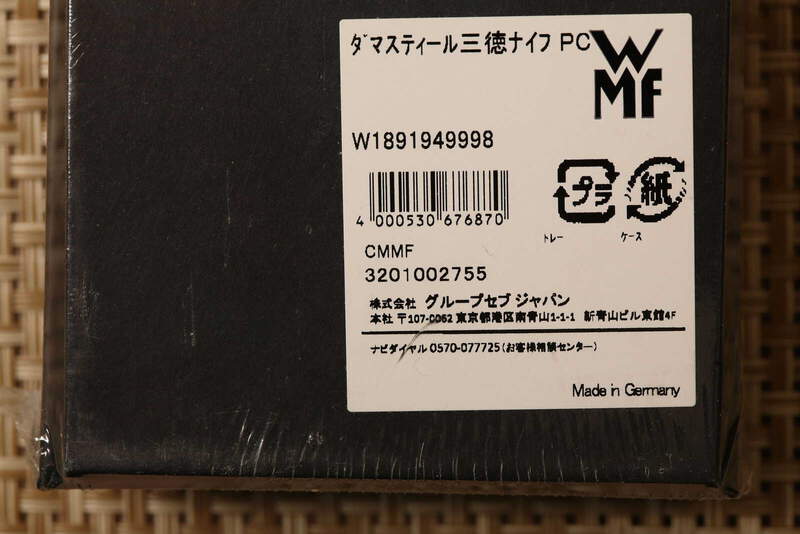 ダマスティール三徳ナイフ PC
WMF
W1891949998
4 000530 676870
プラ
紙
トレー
ケース
CMMF
3201002755
株式会社 グループセブ ジャパン
本社 〒107-0062 東京都港区南青山1-1-1 新青山ビル東館4F
ナビダイヤル 0570-077725(お客様相談センター)
Made in Germany